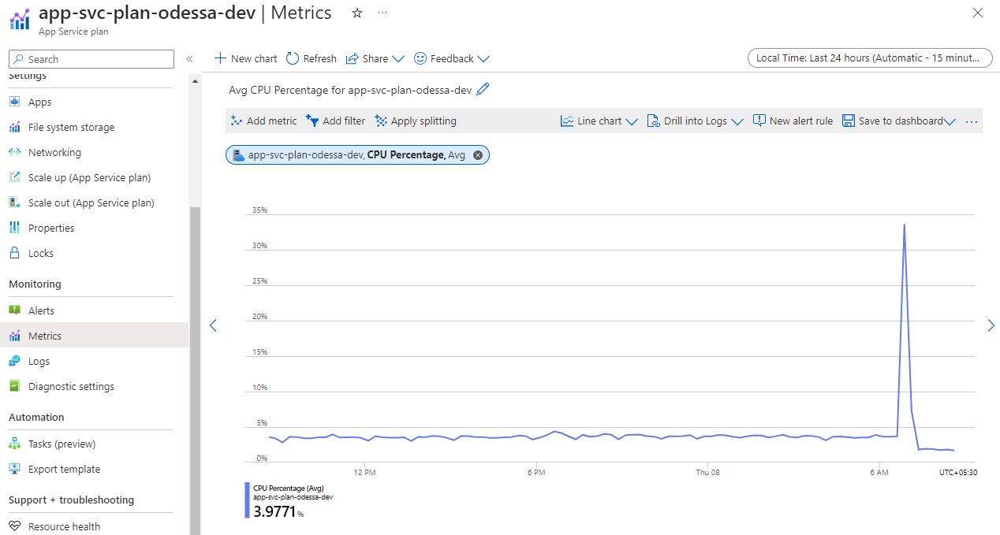 app-svc-plan-odessa-dev | Metrics
App Service plan
Search
Settings
Apps
File system storage
Networking
Scale up (App Service plan)
Scale out (App Service plan)
Properties
Locks
Monitoring
Alerts
Metrics
Logs
Diagnostic settings
Automation
Tasks (preview)
Export template
Support + troubleshooting
Resource health
New chart Refresh Share Feedback
Local Time: Last 24 hours (Automatic - 15 minut...
Avg CPU Percentage for app-svc-plan-odessa-dev
Add metric Add filter Apply splitting Line chart Drill into Logs New alert rule Save to dashboard
app-svc-plan-odessa-dev, CPU Percentage, Avg
35%
30%
25%
20%
15%
10%
5%
0%
12 PM 6 PM Thu 08 6 AM UTC+05:30
CPU Percentage (Avg)
app-svc-plan-odessa-dev
3.9771 %